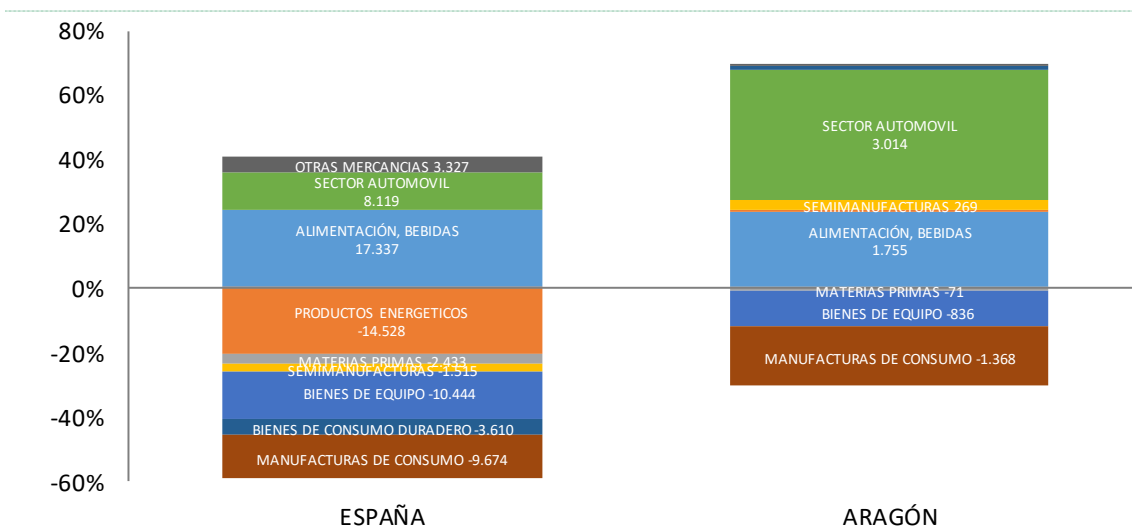 80%
60%
40%
20%
0%
-20%
-40%
-60%
OTRAS MERCANCIAS 3.327
SECTOR AUTOMOVIL
8.119
ALIMENTACIÓN, BEBIDAS
17.337
PRODUCTOS ENERGETICOS
-14.528
MATERIAS PRIMAS -2.433
SEMIMANUFACTURAS -1.515
BIENES DE EQUIPO -10.444
BIENES DE CONSUMO DURADERO -3.610
MANUFACTURAS DE CONSUMO -9.674
ESPAÑA
SECTOR AUTOMOVIL
3.014
SEMIMANUFACTURAS 269
ALIMENTACIÓN, BEBIDAS
1.755
MATERIAS PRIMAS -71
BIENES DE EQUIPO -836
MANUFACTURAS DE CONSUMO -1.368
ARAGÓN